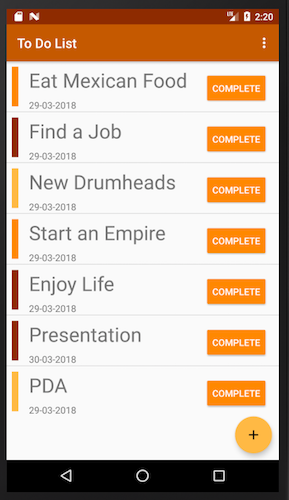 2:20
To Do List
Eat Mexican Food
29-03-2018
COMPLETE
Find a Job
29-03-2018
COMPLETE
New Drumheads
29-03-2018
COMPLETE
Start an Empire
29-03-2018
COMPLETE
Enjoy Life
29-03-2018
COMPLETE
Presentation
30-03-2018
COMPLETE
PDA
29-03-2018
COMPLETE
+